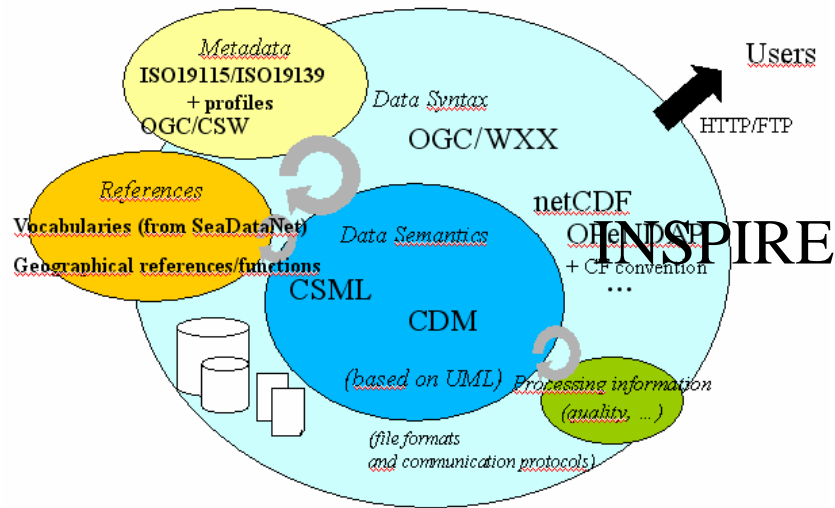 Metadata
ISO19115/ISO19139
+ profiles
OGC/CSW
Data Syntax
OGC/WXX
Users
HTTP/FTP
References
Vocabularies (from SeaDataNet)
Geographical references/functions
Data Semantics
CSML
CDM
(based on UML)
netCDF
OPeNDAP
+ CF convention
...
INSPIRE
Processing information
(quality, ...)
(file formats
and communication protocols)